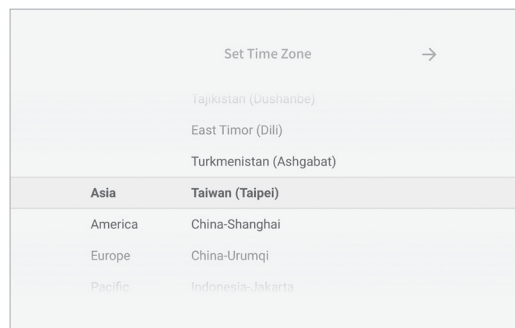 Set Time Zone →
Tajikistan (Dushanbe)
East Timor (Dili)
Turkmenistan (Ashgabat)
Asia Taiwan (Taipei)
America China-Shanghai
Europe China-Urumqi
Pacific Indonesia-Jakarta